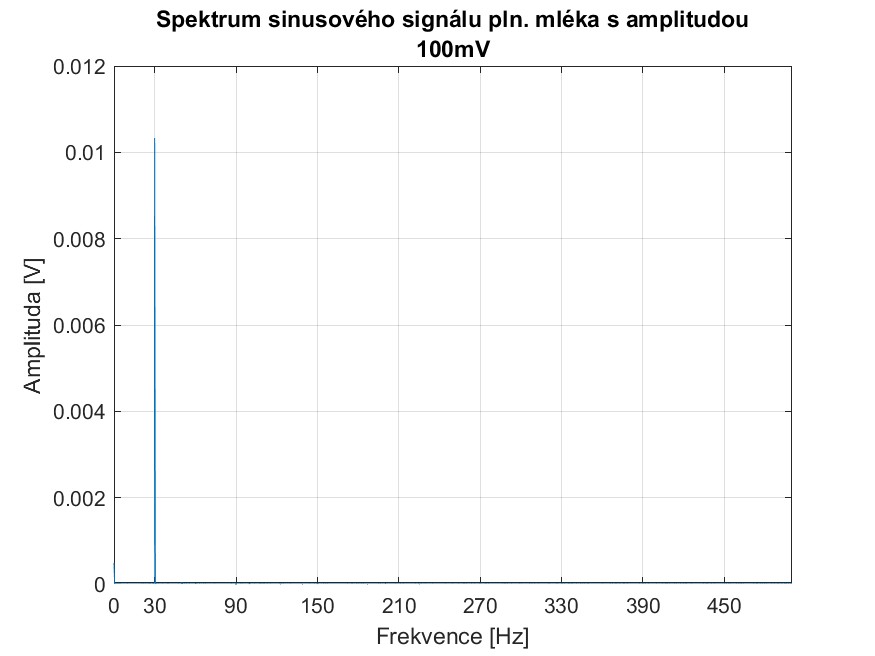 Spektrum sinusového signálu pln. mléka s amplitudou
100mV
0.012
0.01
0.008
0.006
0.004
0.002
0
Amplituda [V]
0 30 90 150 210 270 330 390 450
Frekvence [Hz]